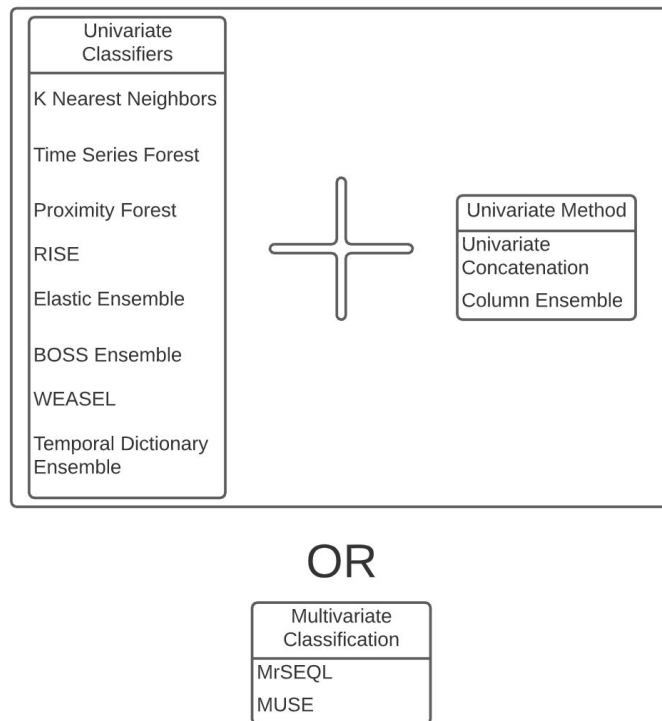 Univariate
Classifiers
K Nearest Neighbors
Time Series Forest
Proximity Forest
RISE
Elastic Ensemble
BOSS Ensemble
WEASEL
Temporal Dictionary
Ensemble
Univariate Method
Univariate
Concatenation
Column Ensemble
OR
Multivariate
Classification
MrSEQL
MUSE